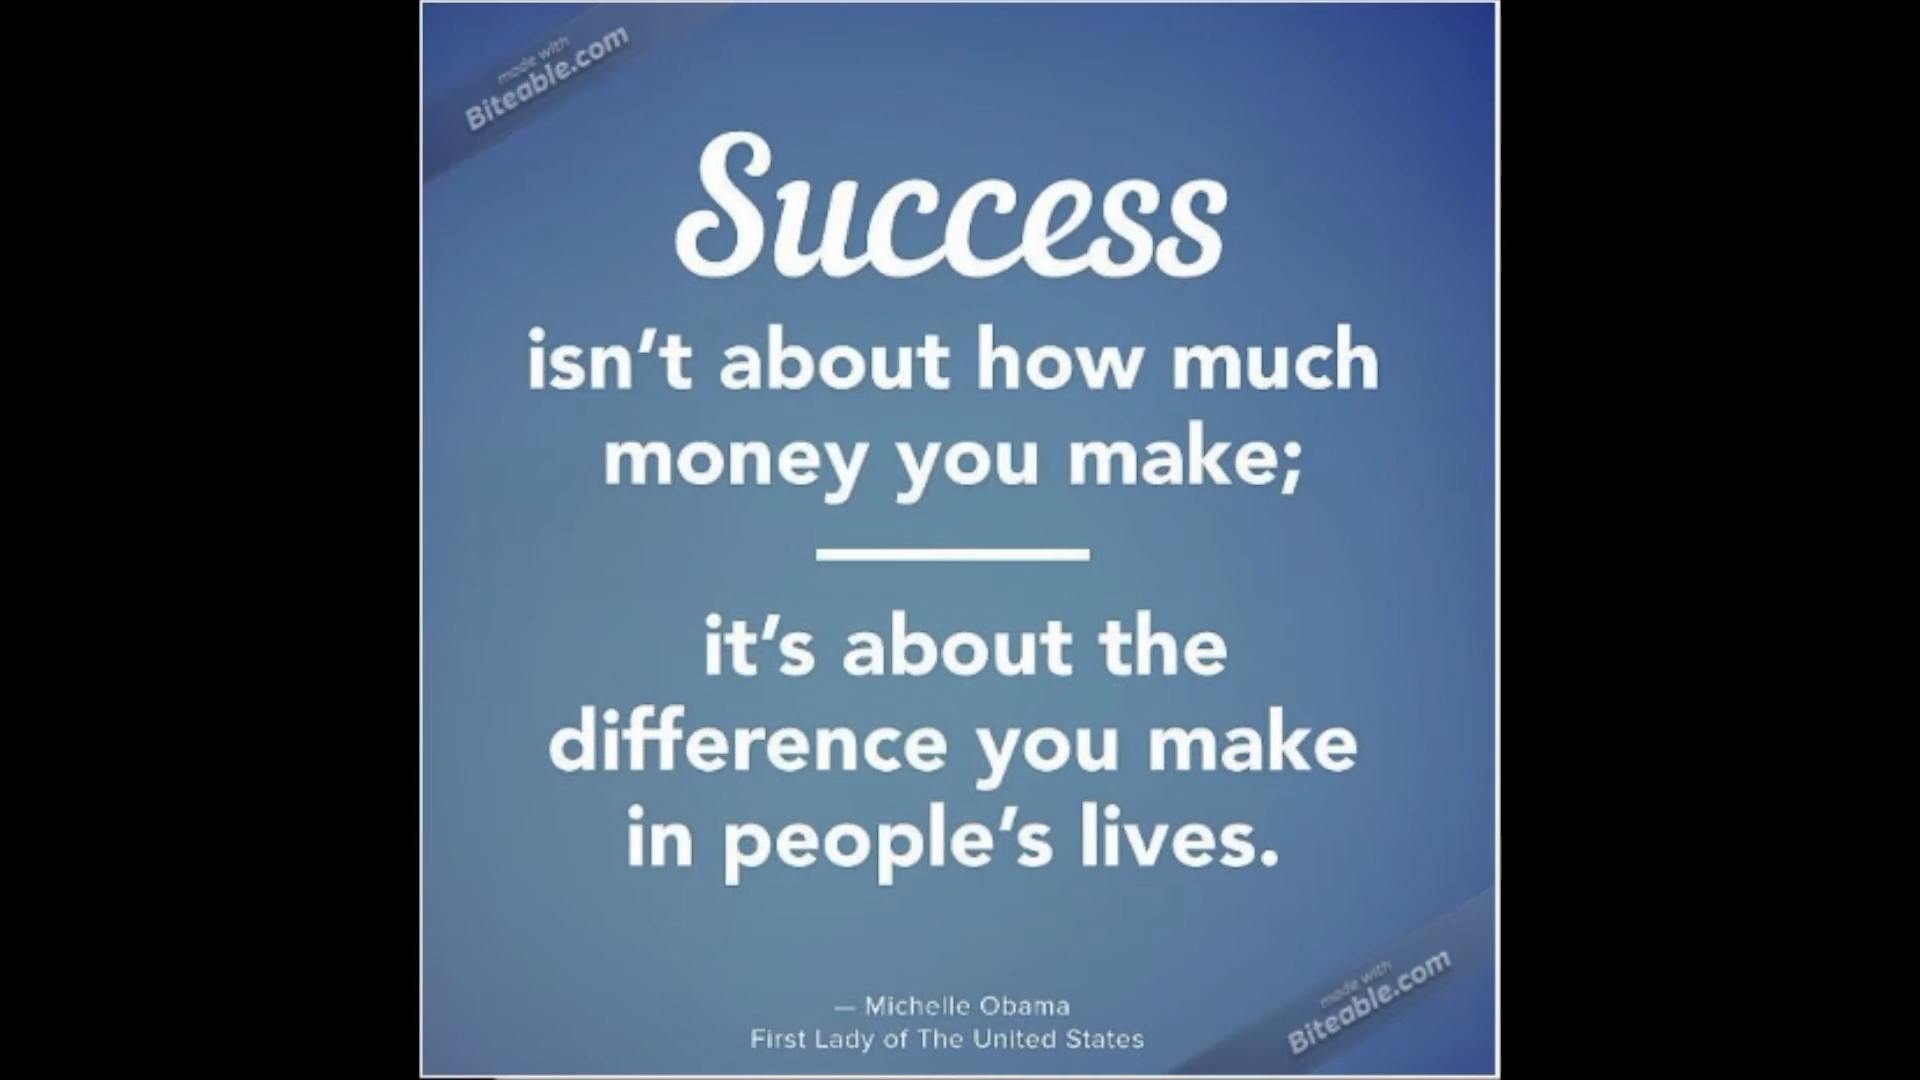 made with
Biteable.com
Success
isn’t about how much
money you make;
it’s about the
difference you make
in people’s lives.
— Michelle Obama
First Lady of The United States
made with
Biteable.com